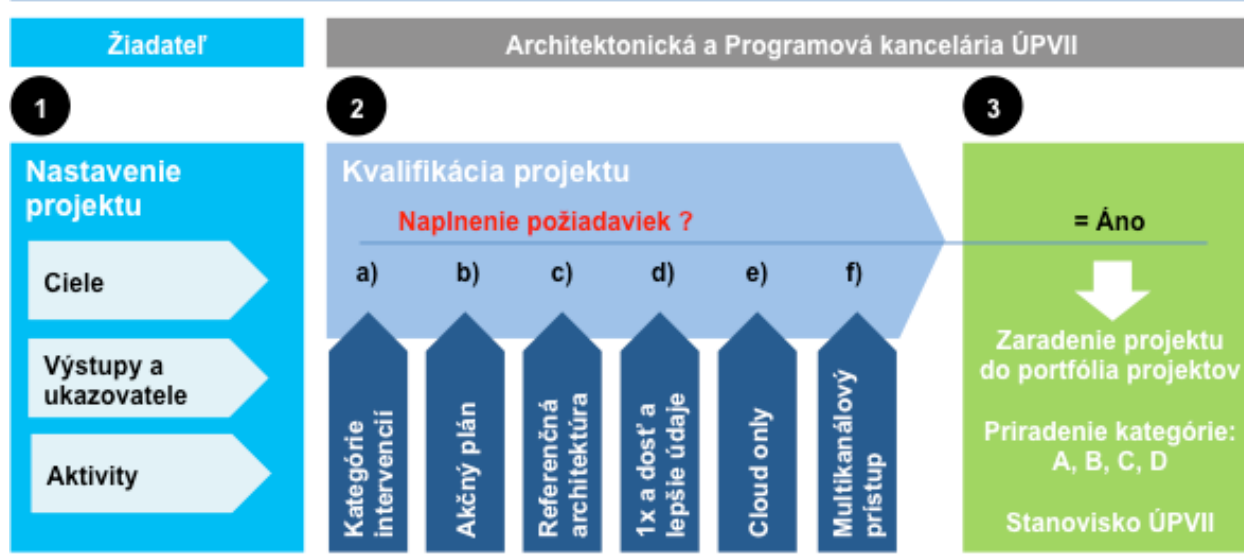 Žiadateľ
Architektonická a Programová kancelária ÚPVII
1
2
3
Nastavenie
projektu
Ciele
Výstupy a
ukazovatele
Aktivity
Kvalifikácia projektu
Naplnenie požiadaviek ?
a)
b)
c)
d)
e)
f)
Kategórie
intervencií
Akčný plán
Referenčná
architektúra
1x a dosť a
lepšie údaje
Cloud only
Multikanálový
prístup
= Áno
Zaradenie projektu
do portfólia projektov
Priradenie kategórie:
A, B, C, D
Stanovisko ÚPVII